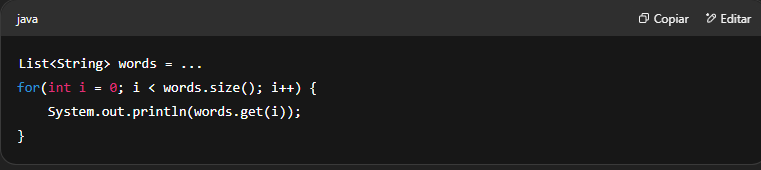 java
Copiar
Editar
List<String> words = ...
for(int i = 0; i < words.size(); i++) {
    System.out.println(words.get(i));
}